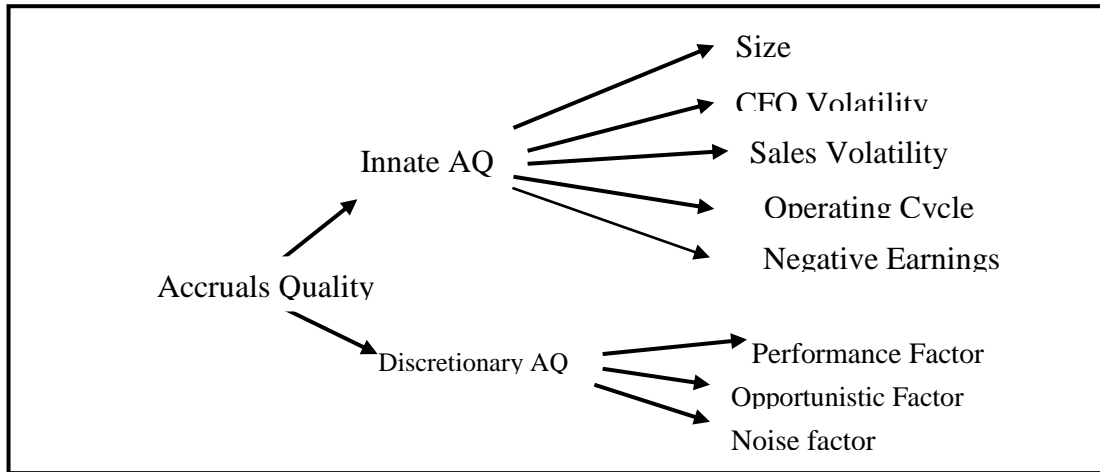 Size
CFO Volatility
Sales Volatility
Innate AQ
Operating Cycle
Negative Earnings
Accruals Quality
Discretionary AQ
Performance Factor
Opportunistic Factor
Noise factor